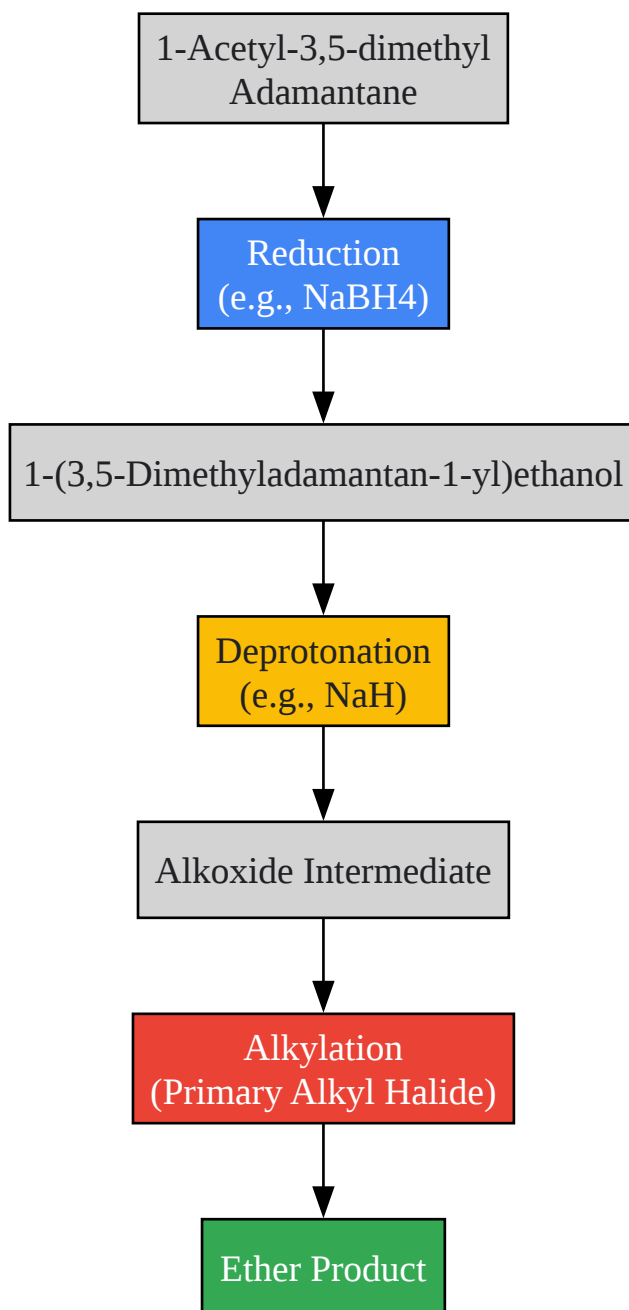 1-Acetyl-3,5-dimethyl
Adamantane
Reduction
(e.g., NaBH4)
1-(3,5-Dimethyladamantan-1-yl)ethanol
Deprotonation
(e.g., NaH)
Alkoxide Intermediate
Alkylation
(Primary Alkyl Halide)
Ether Product